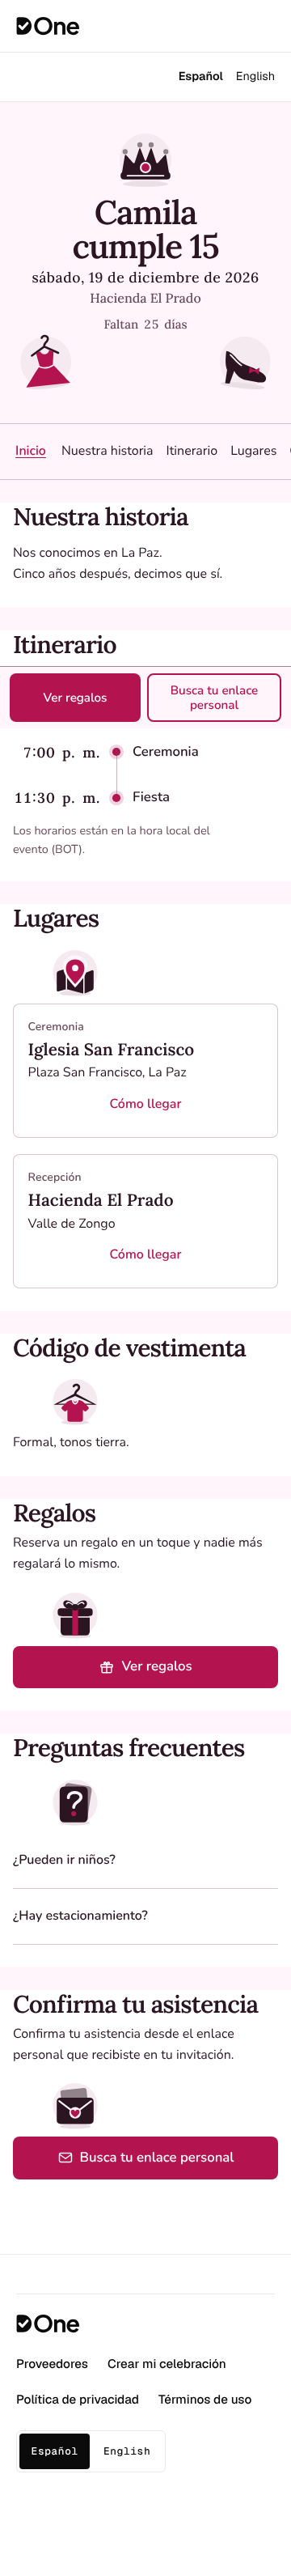 One
Español English
Camila
cumple 15
sábado, 19 de diciembre de 2026
Hacienda El Prado
Faltan 25 días
Inicio Nuestra historia Itinerario Lugares
Nuestra historia
Nos conocimos en La Paz.
Cinco años después, decimos que sí.
Itinerario
Ver regalos
Busca tu enlace
personal
7:00 p. m. Ceremonia
11:30 p. m. Fiesta
Los horarios están en la hora local del
evento (BOT).
Lugares
Ceremonia
Iglesia San Francisco
Plaza San Francisco, La Paz
Cómo llegar
Recepción
Hacienda El Prado
Valle de Zongo
Cómo llegar
Código de vestimenta
Formal, tonos tierra.
Regalos
Reserva un regalo en un toque y nadie más
regalará lo mismo.
Ver regalos
Preguntas frecuentes
?
¿Pueden ir niños?
¿Hay estacionamiento?
Confirma tu asistencia
Confirma tu asistencia desde el enlace
personal que recibiste en tu invitación.
Busca tu enlace personal
One
Proveedores Crear mi celebración
Política de privacidad Términos de uso
Español English